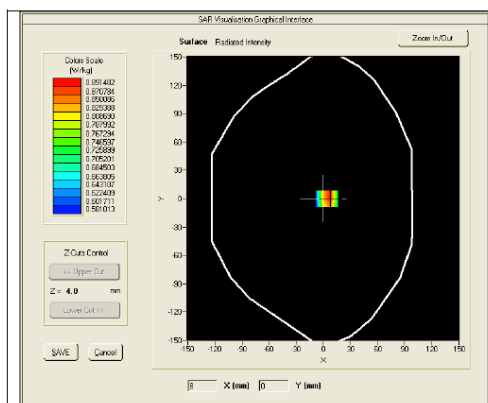 SAR Visualisation Graphical Interface
Surface Radiated Intensity
Zoom In/Out
Colors Scale
(W/kg)
0.891482
0.870784
0.850086
0.829388
0.808690
0.787992
0.767294
0.746597
0.725899
0.705201
0.684503
0.663805
0.643107
0.622409
0.601711
0.581013
Z Cuts Control
<< Upper Cut
Z = 4.0 mm
Lower Cut >>
SAVE Cancel
150
120
90
60
30
0
-30
-60
-90
-120
-150
Y
-150 -120 -90 -60 -30 0 30 60 90 120 150
X
8 X (mm) 0 Y (mm)